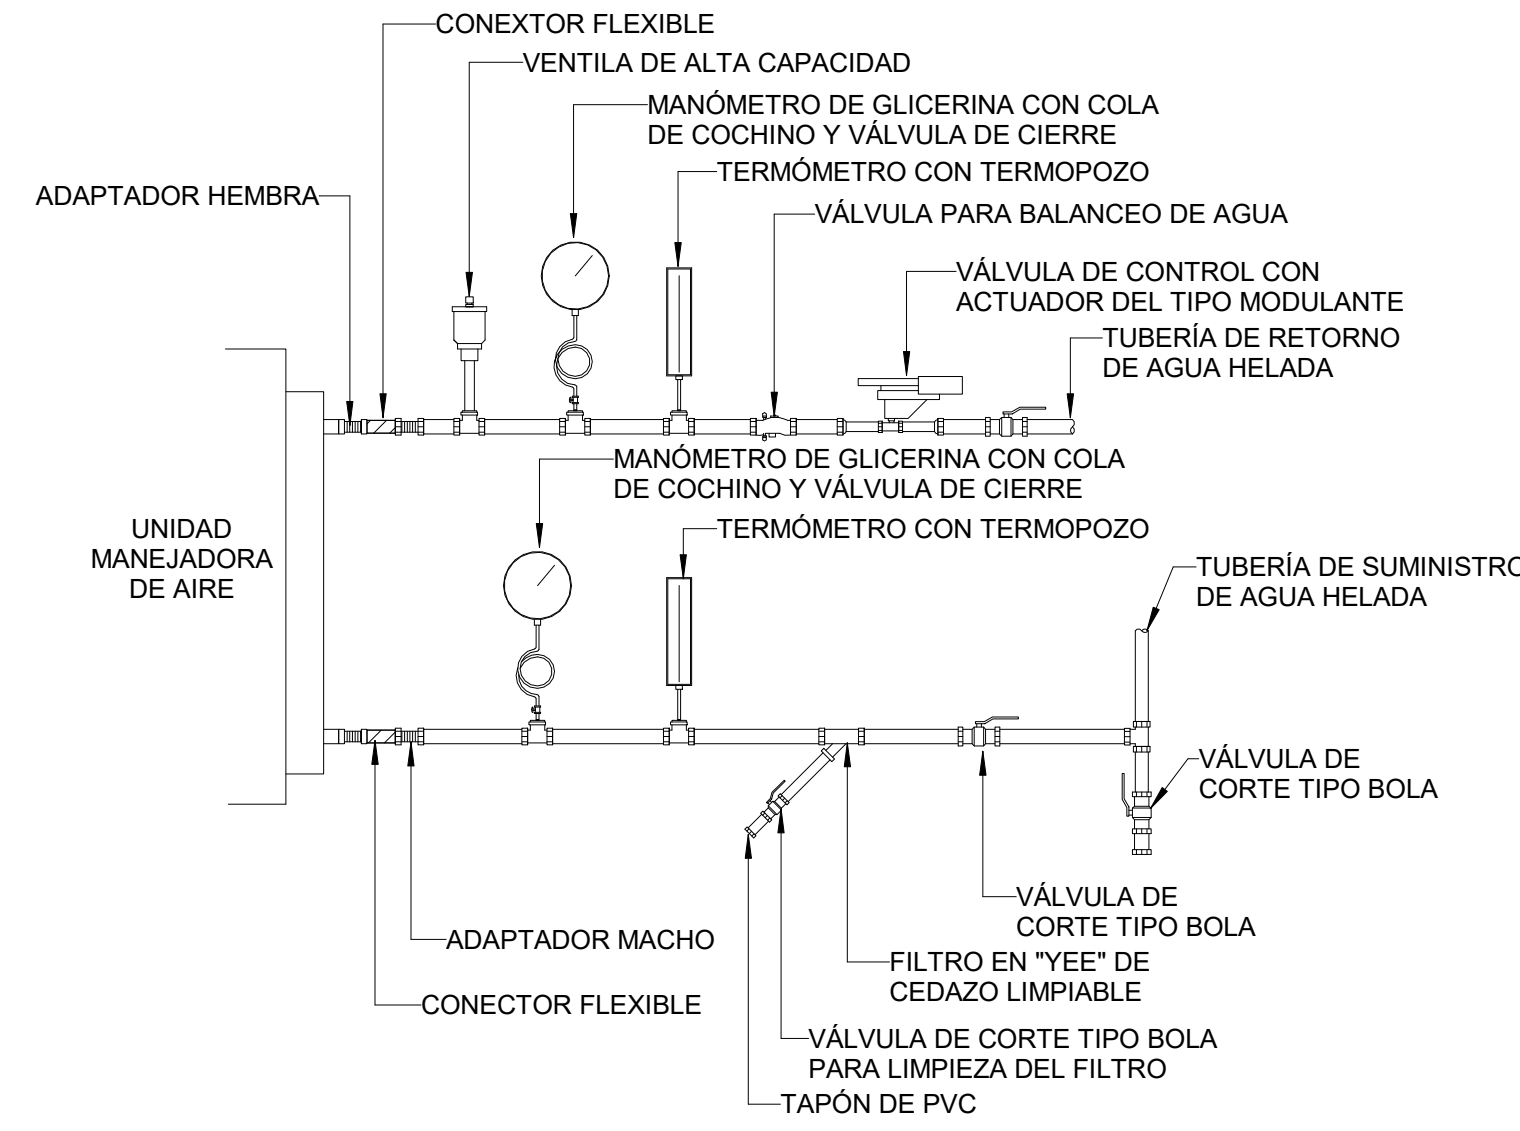 CONEXTOR FLEXIBLE
VENTILA DE ALTA CAPACIDAD
MANÓMETRO DE GLICERINA CON COLA
DE COCHINO Y VÁLVULA DE CIERRE
TERMÓMETRO CON TERMOPOZO
ADAPTADOR HEMBRA
VÁLVULA PARA BALANCEO DE AGUA
VÁLVULA DE CONTROL CON
ACTUADOR DEL TIPO MODULANTE
TUBERÍA DE RETORNO
DE AGUA HELADA
MANÓMETRO DE GLICERINA CON COLA
DE COCHINO Y VÁLVULA DE CIERRE
TERMÓMETRO CON TERMOPOZO
UNIDAD
MANEJADORA
DE AIRE
TUBERÍA DE SUMINISTRO
DE AGUA HELADA
VÁLVULA DE
CORTE TIPO BOLA
VÁLVULA DE
CORTE TIPO BOLA
ADAPTADOR MACHO
FILTRO EN "YEE" DE
CEDAZO LIMPIABLE
CONECTOR FLEXIBLE
VÁLVULA DE CORTE TIPO BOLA
PARA LIMPIEZA DEL FILTRO
TAPÓN DE PVC